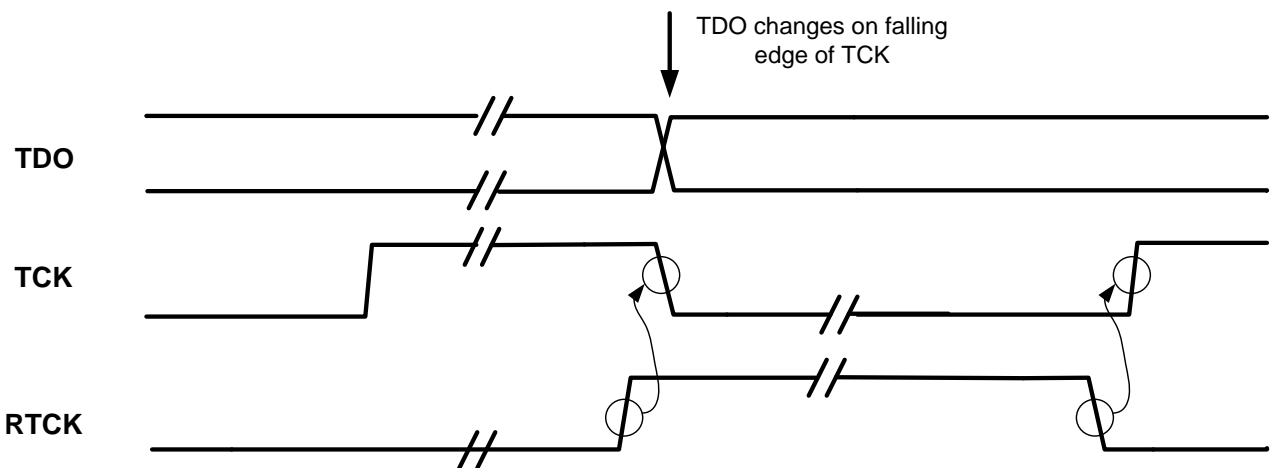 TDO changes on falling
edge of TCK
TDO
TCK
RTCK